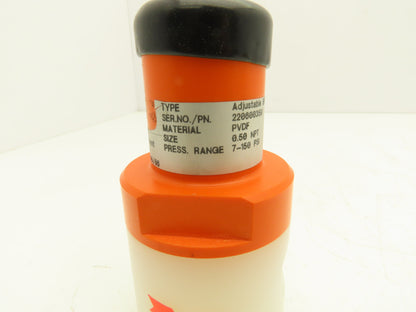 TYPE Adjustable
SER.NO./PN.
MATERIAL PVDF
SIZE 0.50 NPT
PRESS. RANGE 7-150 PSI